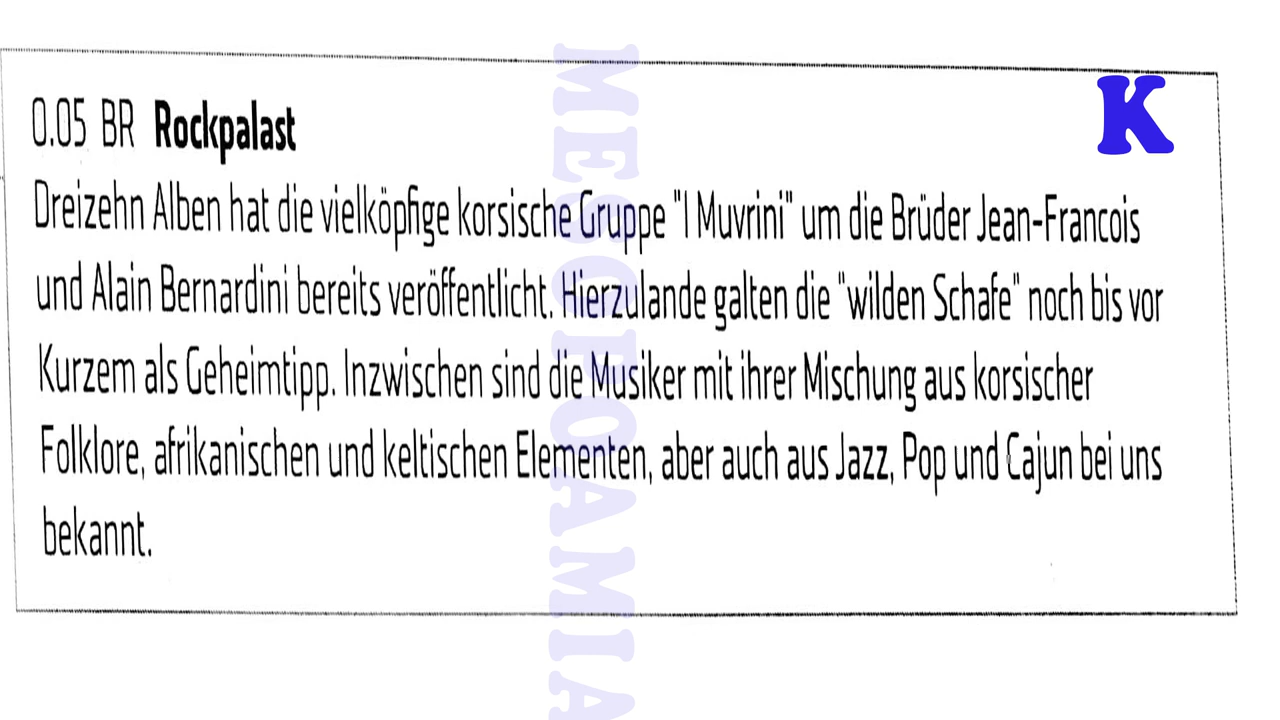 0.05 BR Rockpalast
K
Dreizehn Alben hat die vielköpfige korsische Gruppe "I Muvrini" um die Brüder Jean-Francois
und Alain Bernardini bereits veröffentlicht. Hierzulande galten die "wilden Schafe" noch bis vor
Kurzem als Geheimtipp. Inzwischen sind die Musiker mit ihrer Mischung aus korsischer
Folklore, afrikanischen und keltischen Elementen, aber auch aus Jazz, Pop und Cajun bei uns
bekannt.